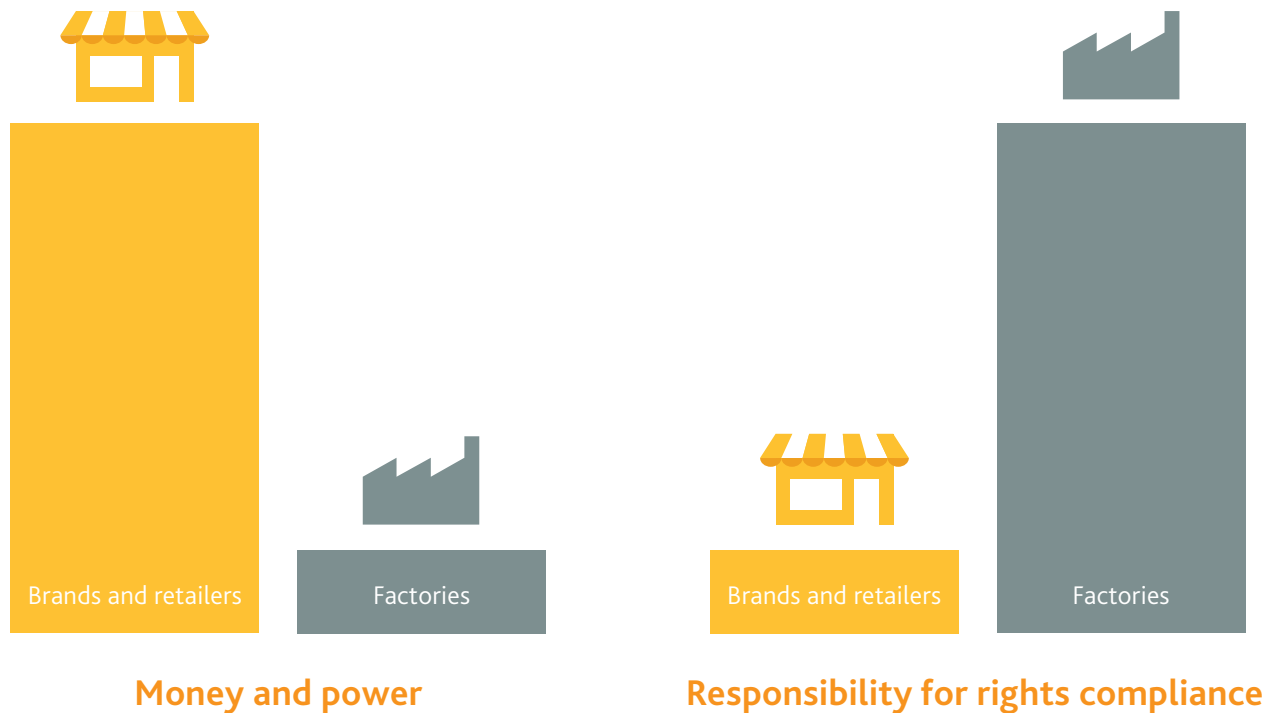 Brands and retailers
Factories
Money and power
Brands and retailers
Factories
Responsibility for rights compliance